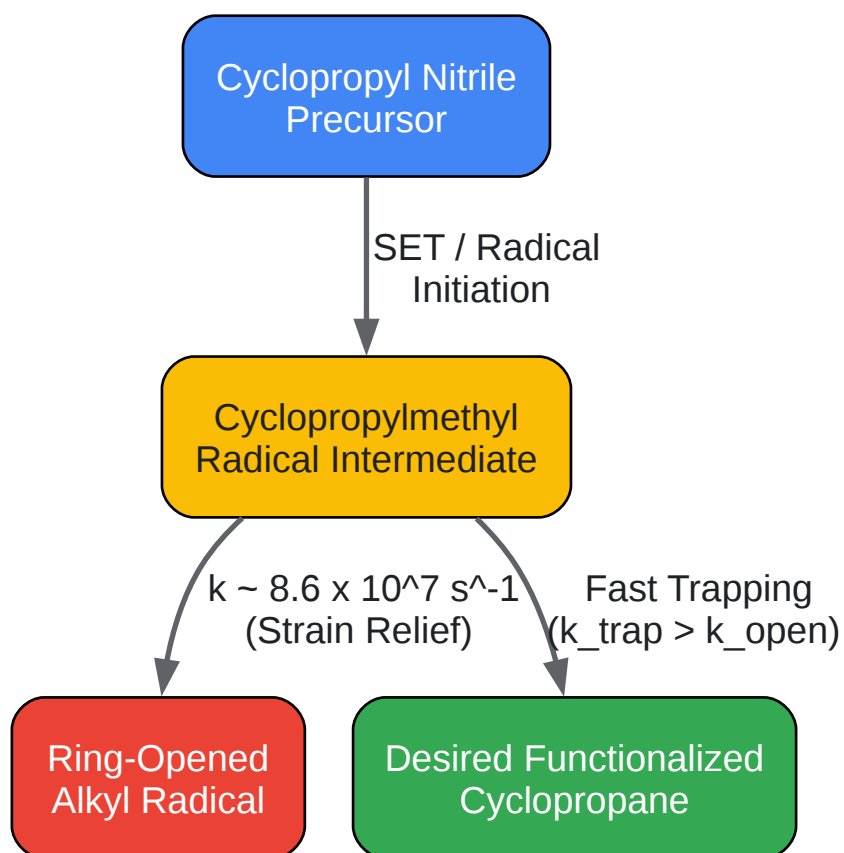 Cyclopropyl Nitrile
Precursor
SET / Radical
Initiation
Cyclopropylmethyl
Radical Intermediate
k ~ 8.6 x 10^7 s^-1
(Strain Relief)
Fast Trapping
(k_trap > k_open)
Ring-Opened
Alkyl Radical
Desired Functionalized
Cyclopropane